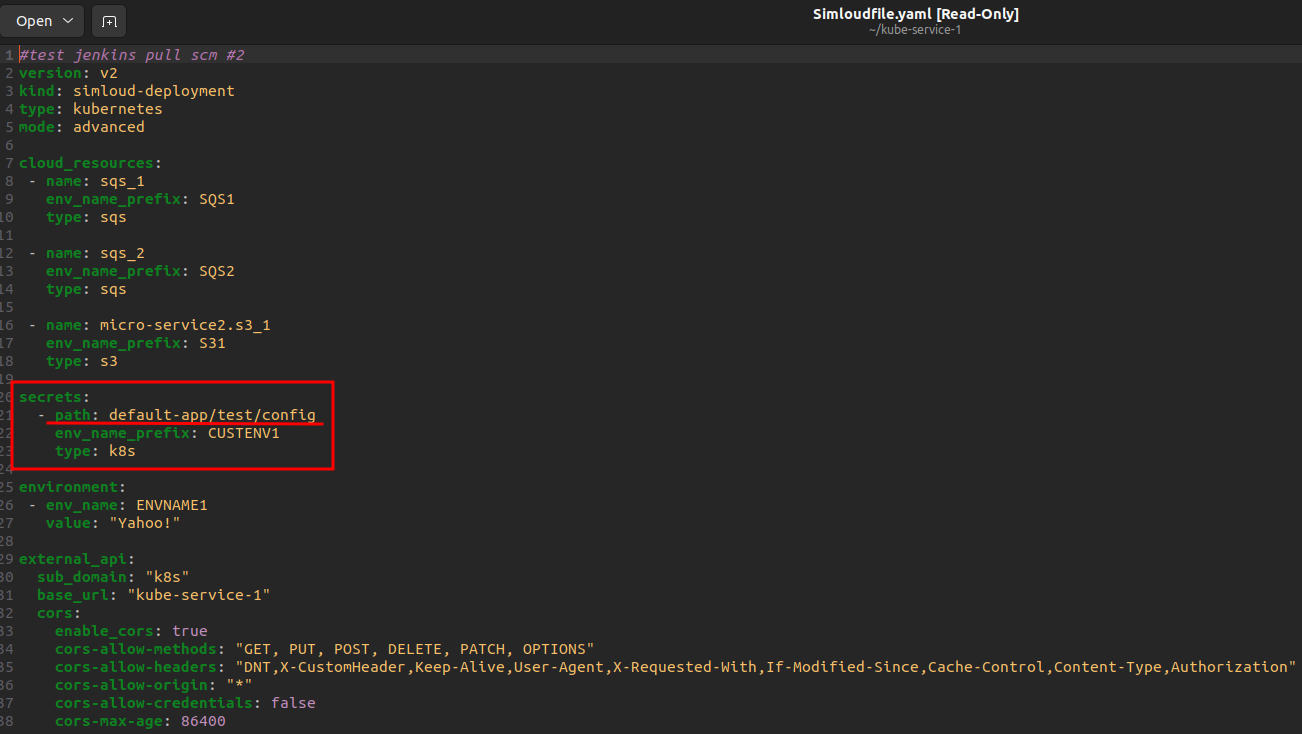 Open
Simloudfile.yaml [Read-Only]
~/kube-service-1
1 #test jenkins pull scm #2
2 version: v2
3 kind: simloud-deployment
4 type: kubernetes
5 mode: advanced
6
7 cloud_resources:
8  - name: sqs_1
9    env_name_prefix: SQS1
10    type: sqs
11
12  - name: sqs_2
13    env_name_prefix: SQS2
14    type: sqs
15
16  - name: micro-service2.s3_1
17    env_name_prefix: S31
18    type: s3
19
20 secrets:
21   - path: default-app/test/config
22     env_name_prefix: CUSTENV1
23     type: k8s
24
25 environment:
26  - env_name: ENVNAME1
27    value: "Yahoo!"
28
29 external_api:
30   sub_domain: "k8s"
31   base_url: "kube-service-1"
32   cors:
33     enable_cors: true
34     cors-allow-methods: "GET, PUT, POST, DELETE, PATCH, OPTIONS"
35     cors-allow-headers: "DNT,X-CustomHeader,Keep-Alive,User-Agent,X-Requested-With,If-Modified-Since,Cache-Control,Content-Type,Authorization"
36     cors-allow-origin: "*"
37     cors-allow-credentials: false
38     cors-max-age: 86400